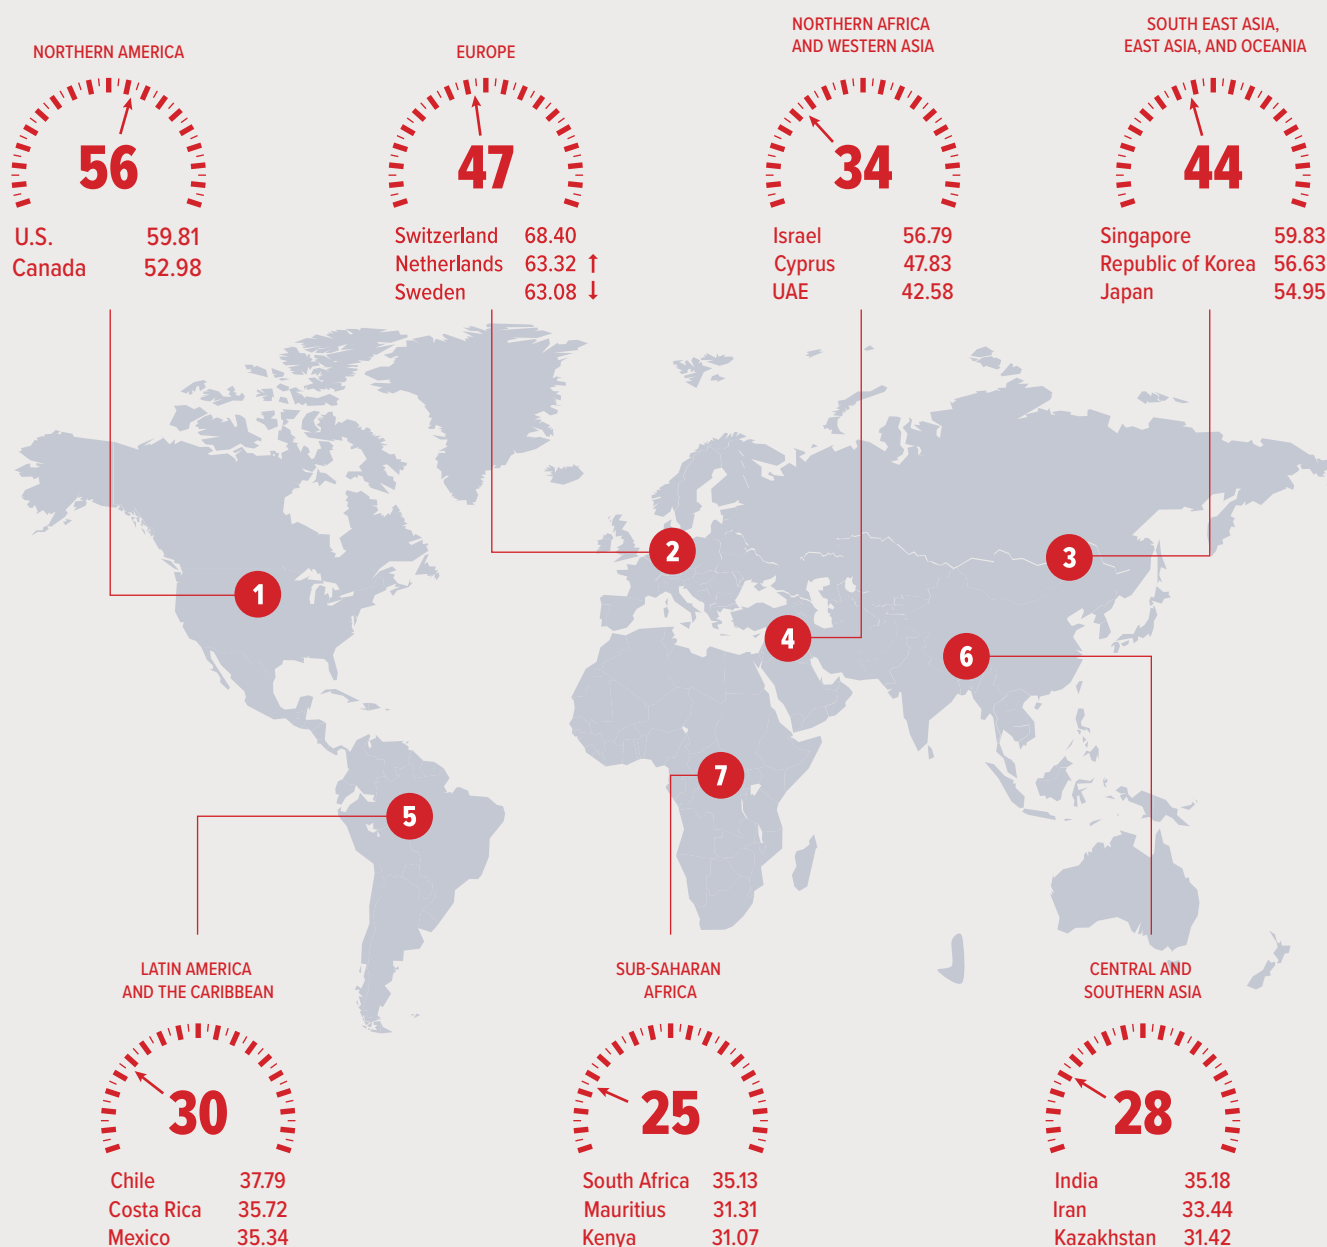 NORTHERN AMERICA
56
U.S. 59.81
Canada 52.98
EUROPE
47
Switzerland 68.40
Netherlands 63.32 ↑
Sweden 63.08 ↓
NORTHERN AFRICA
AND WESTERN ASIA
34
Israel 56.79
Cyprus 47.83
UAE 42.58
SOUTH EAST ASIA,
EAST ASIA, AND OCEANIA
44
Singapore 59.83
Republic of Korea 56.63
Japan 54.95
1
2
3
4
6
7
5
LATIN AMERICA
AND THE CARIBBEAN
30
Chile 37.79
Costa Rica 35.72
Mexico 35.34
SUB-SAHARAN
AFRICA
25
South Africa 35.13
Mauritius 31.31
Kenya 31.07
CENTRAL AND
SOUTHERN ASIA
28
India 35.18
Iran 33.44
Kazakhstan 31.42